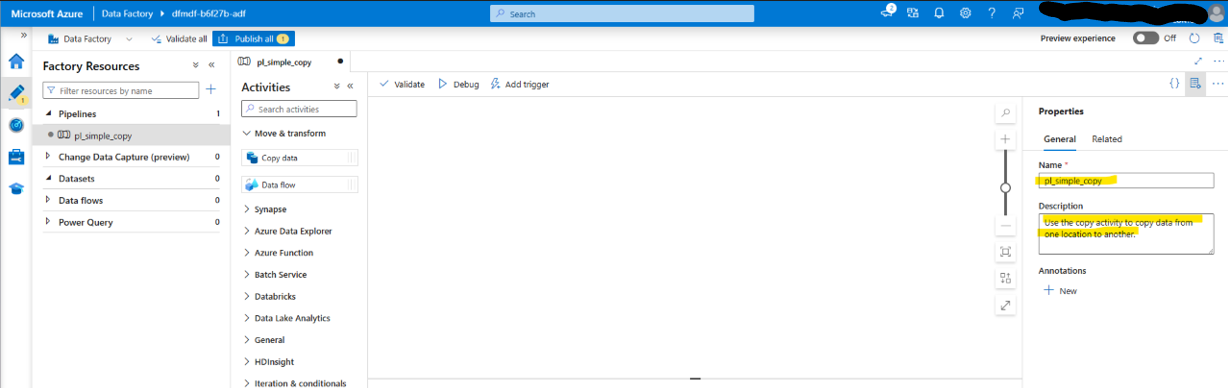 Microsoft Azure
Data Factory
dfmdf-b6f27b-adf
Search
2
Data Factory
Validate all
Publish all
1
Preview experience
Off
Factory Resources
Filter resources by name
Pipelines
1
pl_simple_copy
Change Data Capture (preview)
0
Datasets
0
Data flows
0
Power Query
0
pl_simple_copy
Activities
Search activities
Move & transform
Copy data
Data flow
Synapse
Azure Data Explorer
Azure Function
Batch Service
Databricks
Data Lake Analytics
General
HDInsight
Iteration & conditionals
Validate
Debug
Add trigger
Properties
General
Related
Name *
pl_simple_copy
Description
Use the copy activity to copy data from
one location to another.
Annotations
New